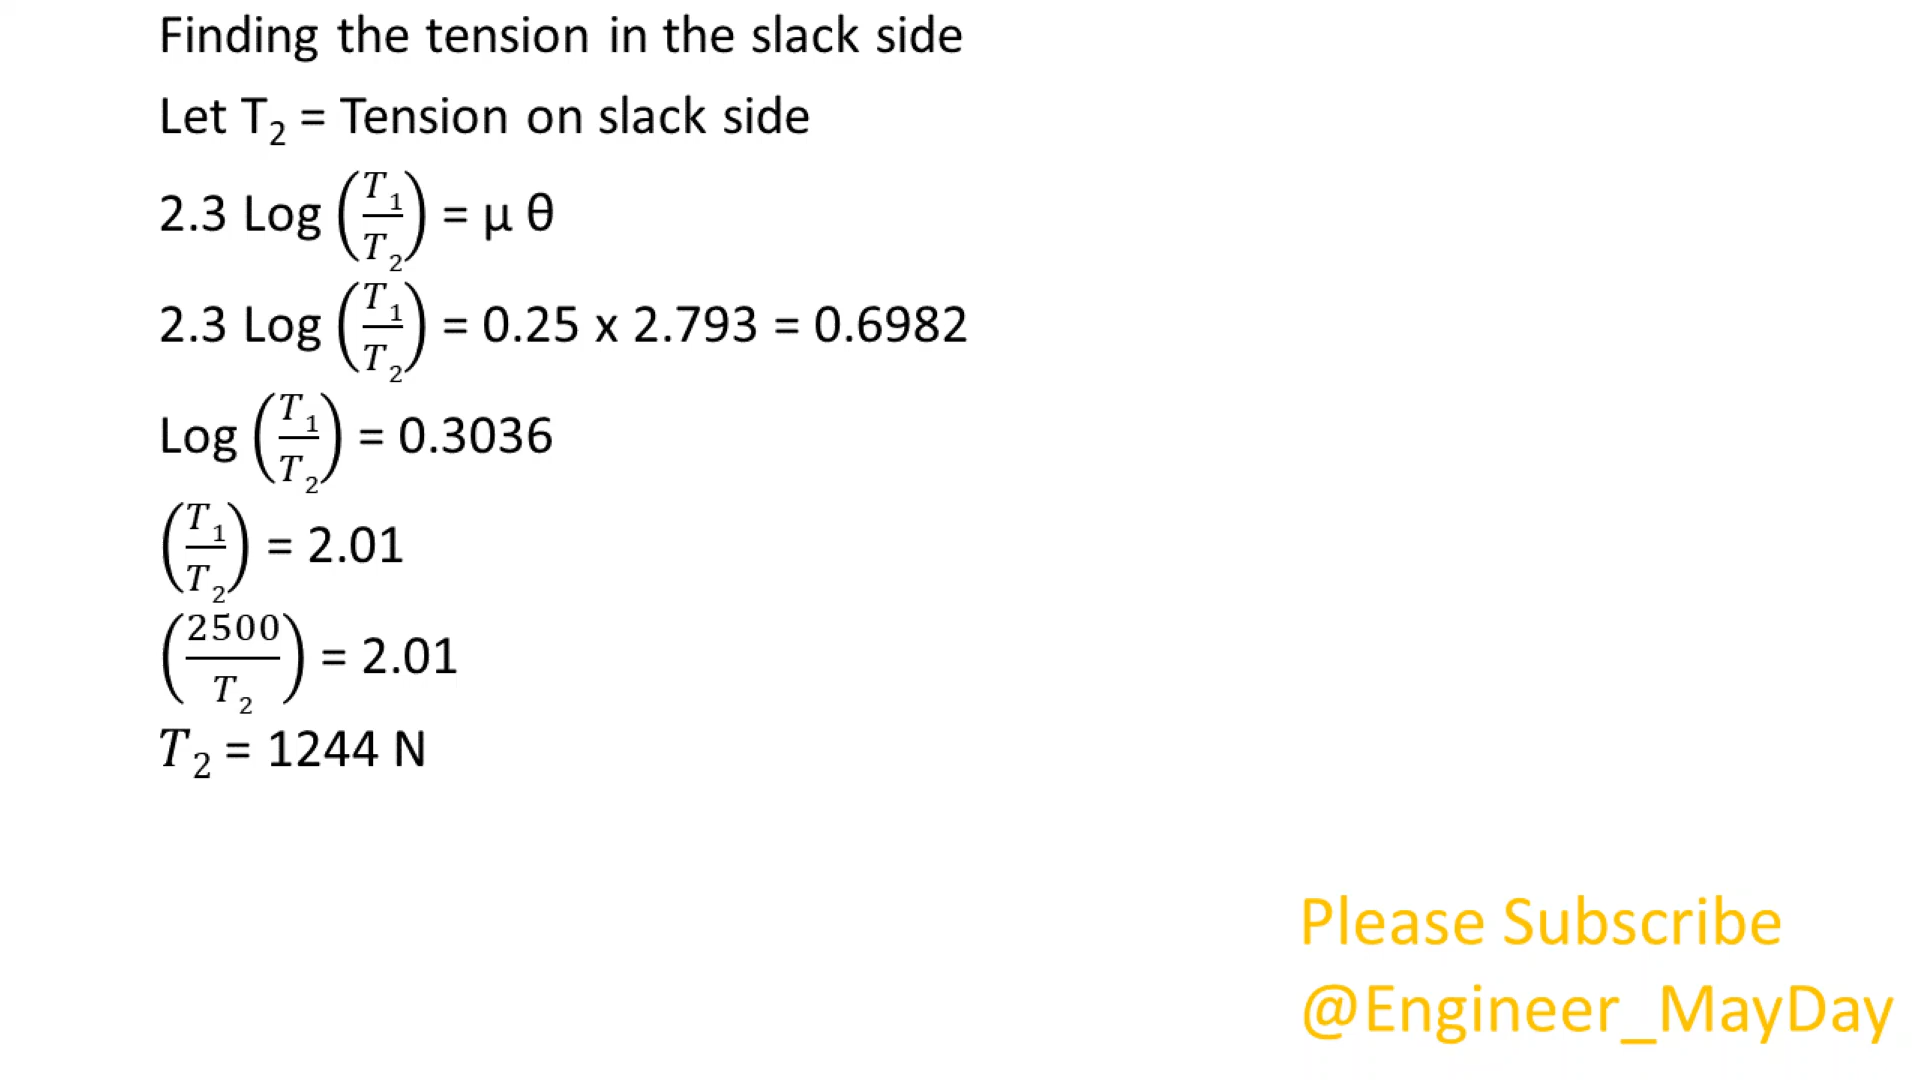 Finding the tension in the slack side
Let T₂ = Tension on slack side
2.3 Log (T₁/T₂) = μ θ
2.3 Log (T₁/T₂) = 0.25 x 2.793 = 0.6982
Log (T₁/T₂) = 0.3036
(T₁/T₂) = 2.01
(2500/T₂) = 2.01
T₂ = 1244 N
Please Subscribe
@Engineer_MayDay